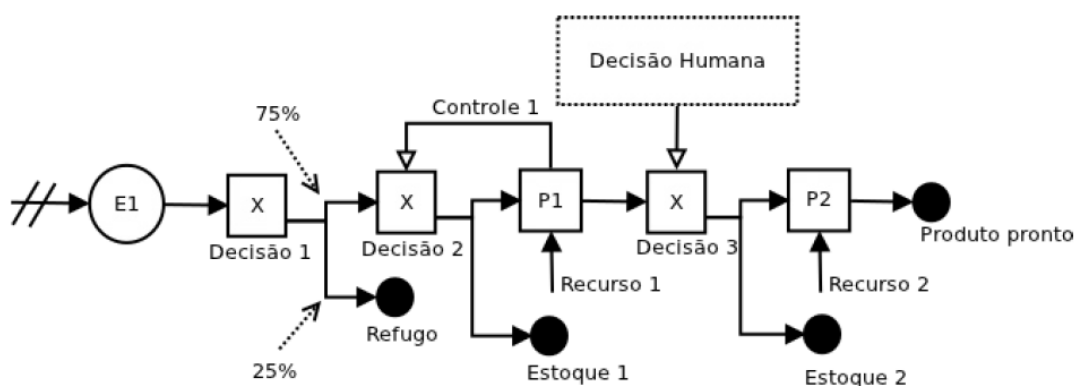 Decisão Humana
Controle 1
75%
E1
X
X
P1
X
P2
Decisão 1
Decisão 2
Decisão 3
Produto pronto
Recurso 1
Recurso 2
Refugo
25%
Estoque 1
Estoque 2